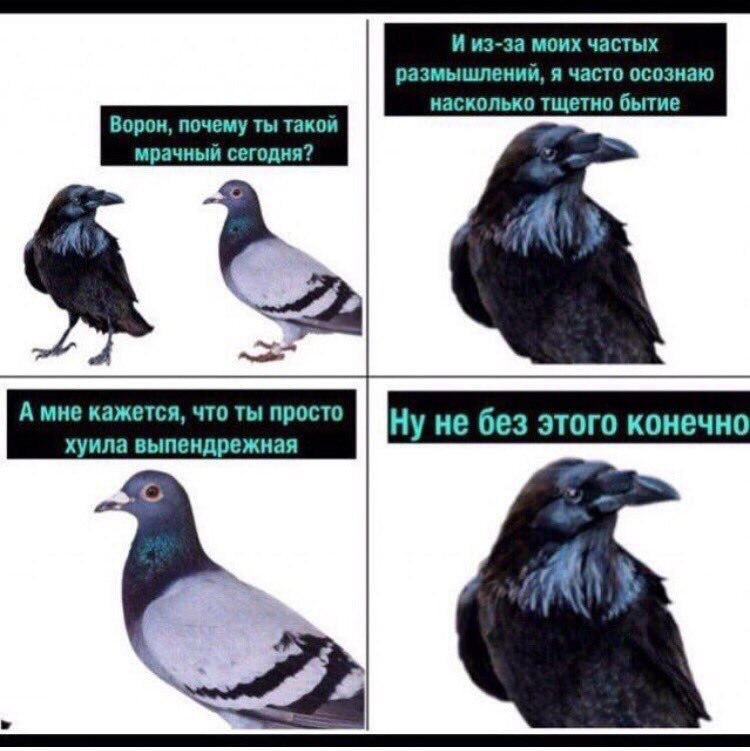 Ворон, почему ты такой
мрачный сегодня?
И из-за моих частых
размышлений, я часто осознаю
насколько тщетно бытие
А мне кажется, что ты просто
хуила выпендрежная
Ну не без этого конечно